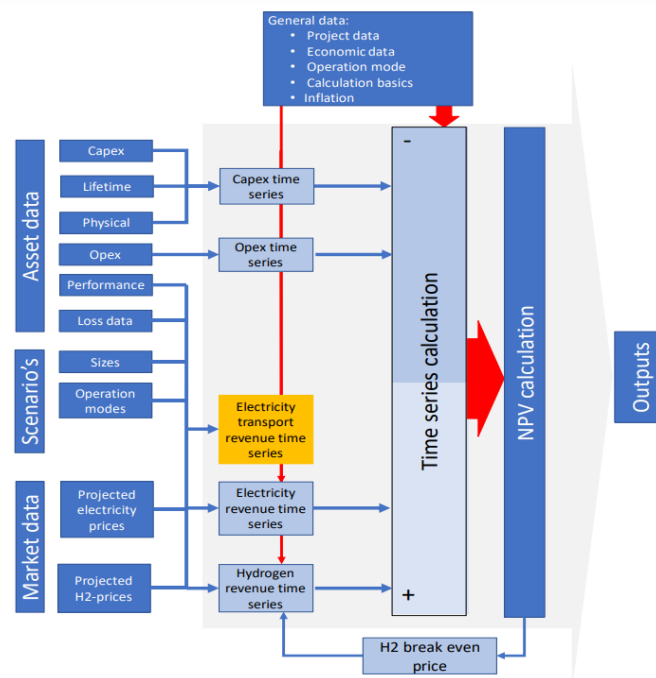 General data:
• Project data
• Economic data
• Operation mode
• Calculation basics
• Inflation
Asset data
Capex
Lifetime
Physical
Opex
Performance
Loss data
Scenario's
Sizes
Operation
modes
Market data
Projected
electricity
prices
Projected
H2-prices
Capex time
series
Opex time
series
Electricity
transport
revenue time
series
Electricity
revenue time
series
Hydrogen
revenue time
series
-
Time series calculation
+
NPV calculation
Outputs
H2 break even
price